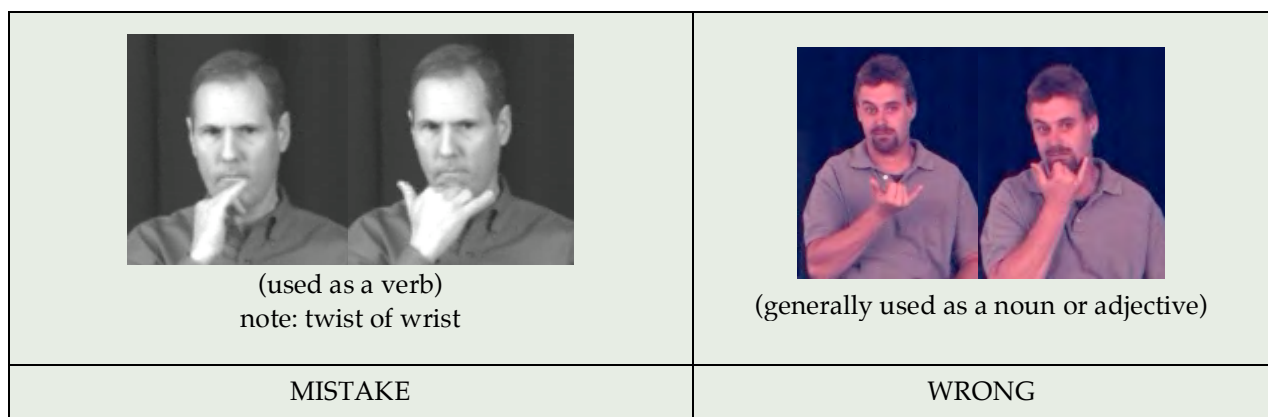 (used as a verb)
note: twist of wrist
(generally used as a noun or adjective)
MISTAKE
WRONG